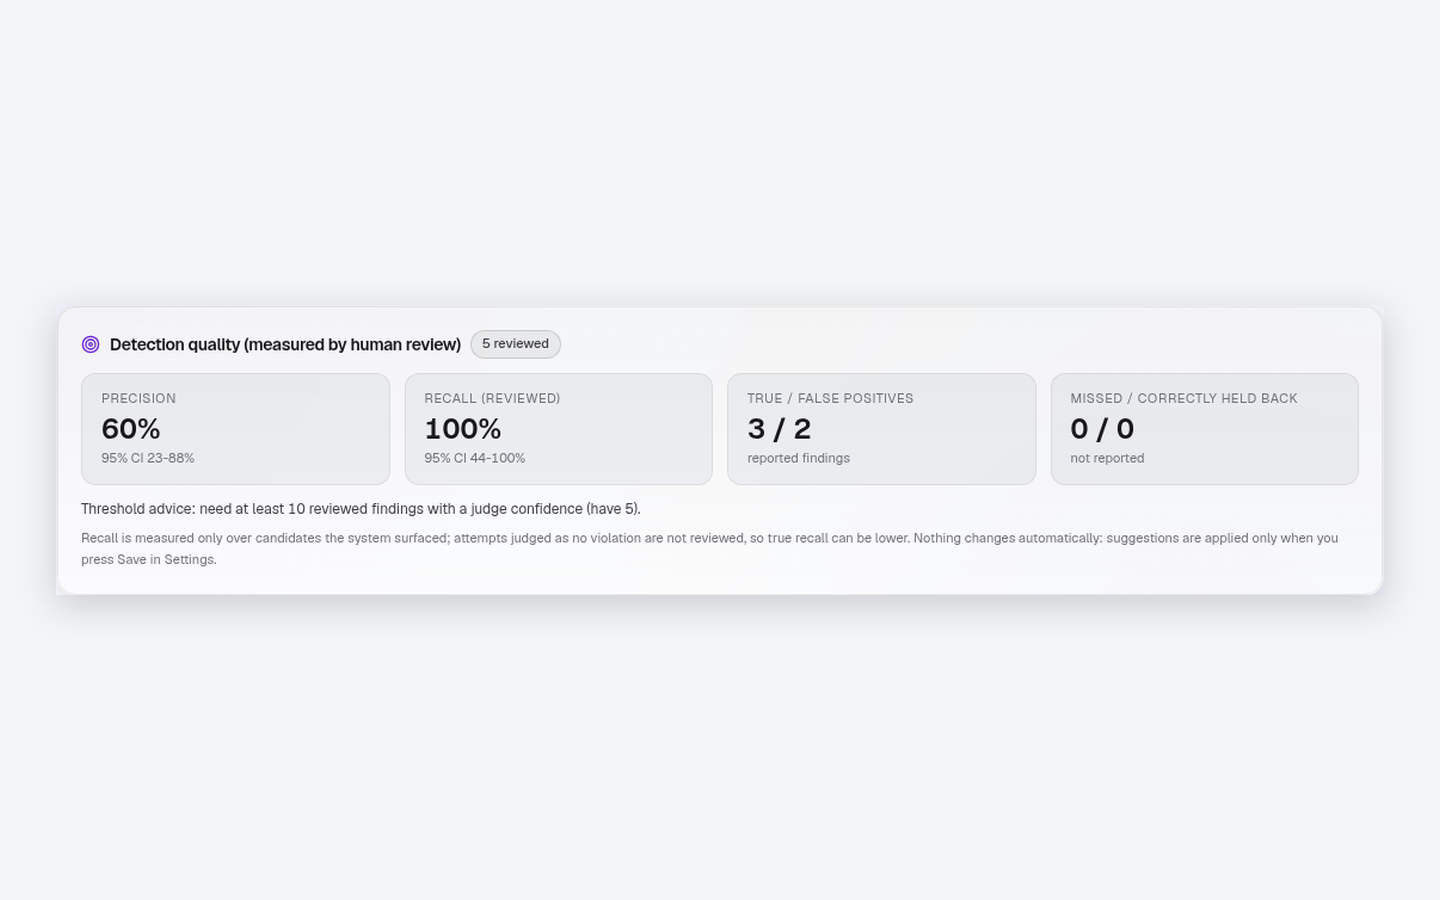 Detection quality (measured by human review) 5 reviewed
PRECISION
60%
95% CI 23-88%
RECALL (REVIEWED)
100%
95% CI 44-100%
TRUE / FALSE POSITIVES
3 / 2
reported findings
MISSED / CORRECTLY HELD BACK
0 / 0
not reported
Threshold advice: need at least 10 reviewed findings with a judge confidence (have 5).
Recall is measured only over candidates the system surfaced; attempts judged as no violation are not reviewed, so true recall can be lower. Nothing changes automatically: suggestions are applied only when you
press Save in Settings.